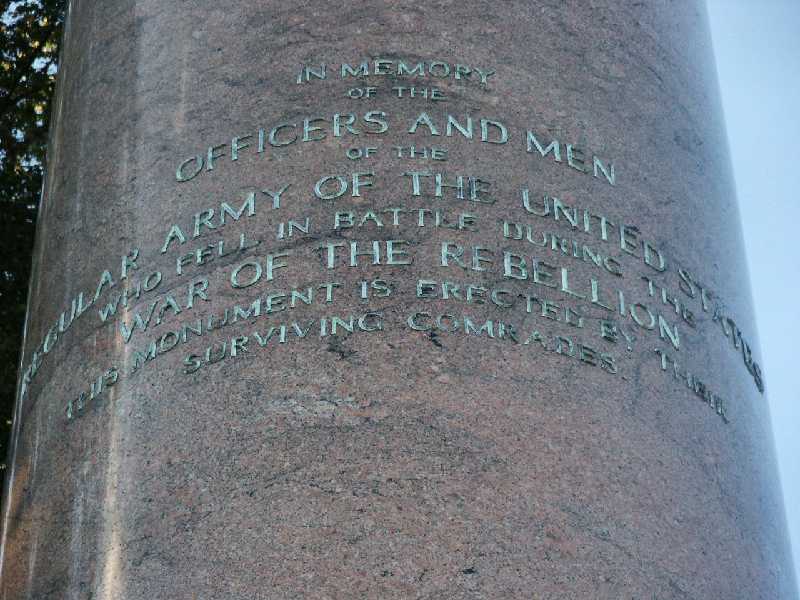 IN MEMORY
OF THE
OFFICERS AND MEN
OF THE
REGULAR ARMY OF THE UNITED STATES
WHO FELL IN BATTLE DURING THE
WAR OF THE REBELLION
THIS MONUMENT IS ERECTED BY THEIR
SURVIVING COMRADES.